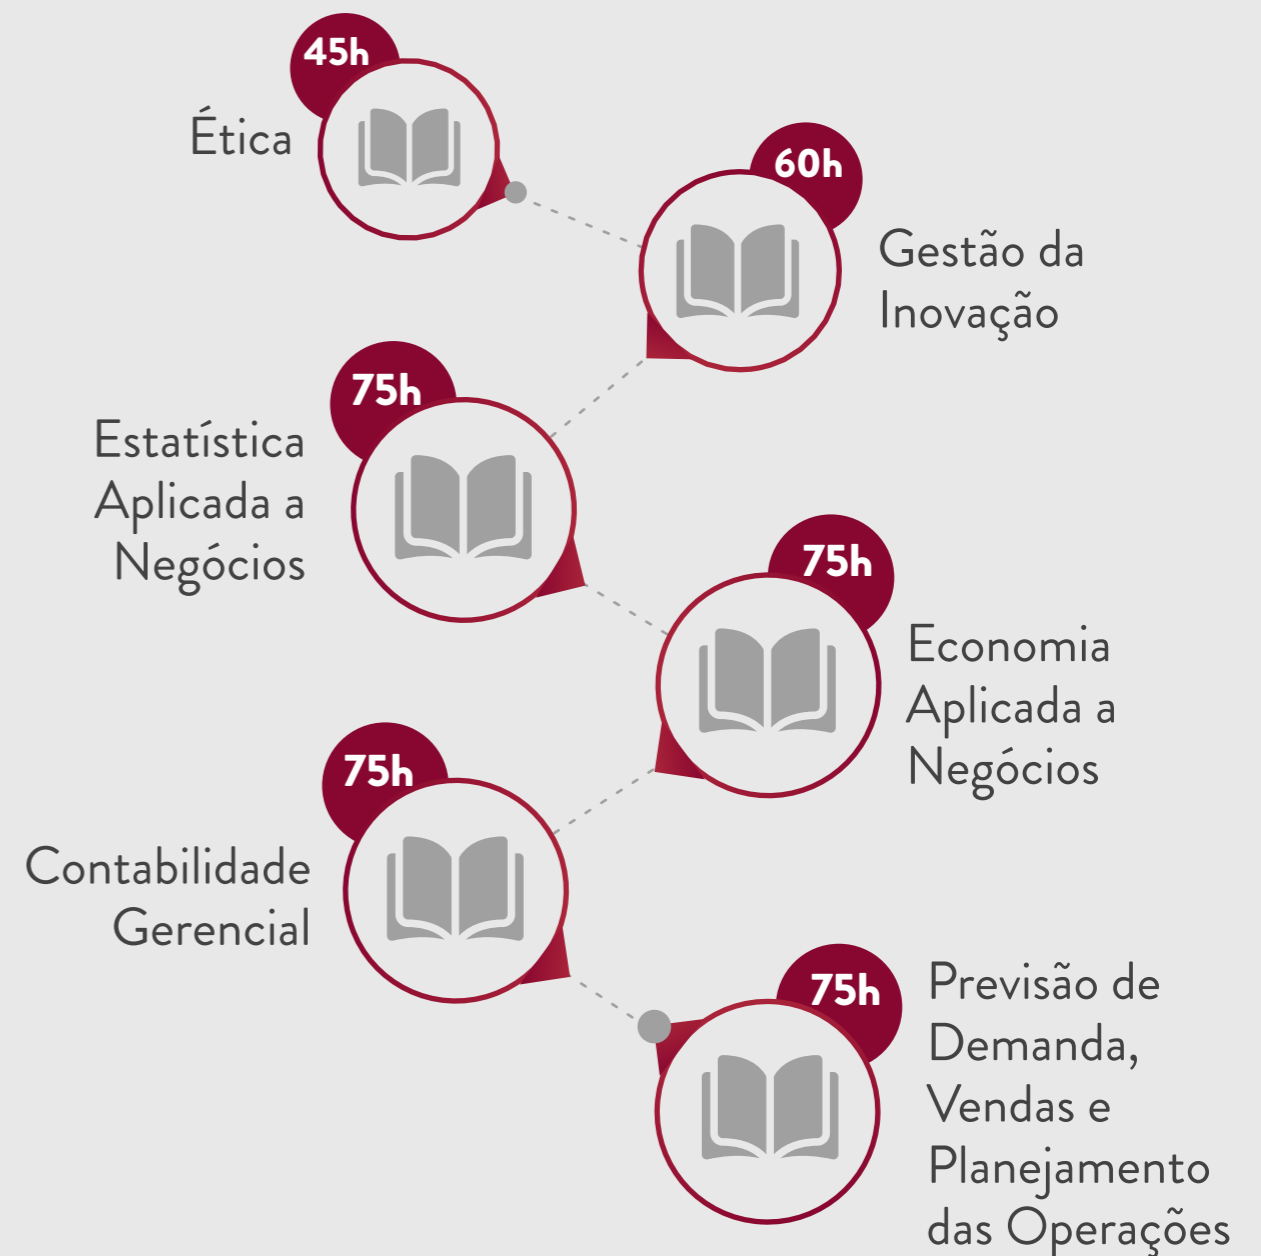 45h
Ética
60h
Gestão da
Inovação
75h
Estatística
Aplicada a
Negócios
75h
Economia
Aplicada a
Negócios
75h
Contabilidade
Gerencial
75h
Previsão de
Demanda,
Vendas e
Planejamento
das Operações